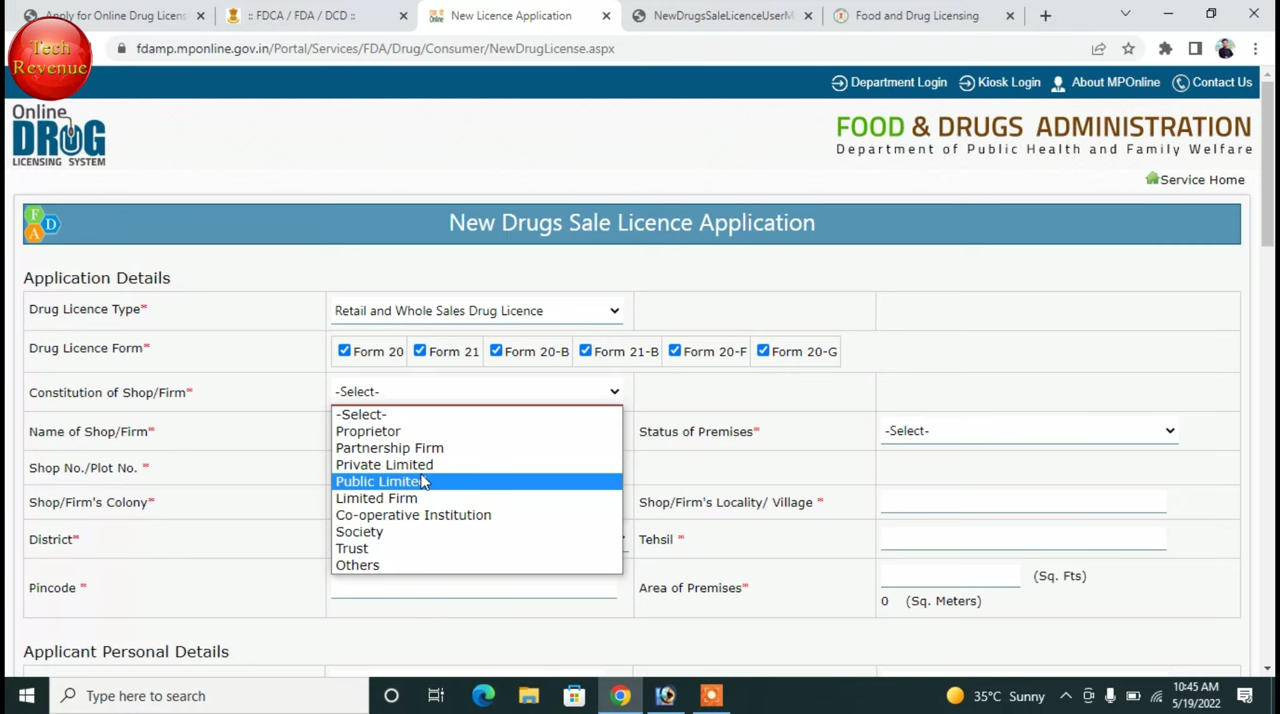 Apply for Online Drug Licens
:: FDCA / FDA / DCD ::
New Licence Application
NewDrugsSaleLicenceUserM
Food and Drug Licensing
fdamp.mponline.gov.in/Portal/Services/FDA/Drug/Consumer/NewDrugLicense.aspx
Tech
Revenue
Department Login
Kiosk Login
About MPOnline
Contact Us
Online
DRUG
LICENSING SYSTEM
FOOD & DRUGS ADMINISTRATION
Department of Public Health and Family Welfare
Service Home
F
D
A
New Drugs Sale Licence Application
Application Details
Drug Licence Type*
Retail and Whole Sales Drug Licence
Drug Licence Form*
Form 20
Form 21
Form 20-B
Form 21-B
Form 20-F
Form 20-G
Constitution of Shop/Firm*
-Select-
-Select-
Proprietor
Partnership Firm
Private Limited
Public Limited
Limited Firm
Co-operative Institution
Society
Trust
Others
Name of Shop/Firm*
Status of Premises*
-Select-
Shop No./Plot No. *
Shop/Firm's Colony*
Shop/Firm's Locality/ Village *
District*
Tehsil *
Pincode *
Area of Premises*
(Sq. Fts)
0 (Sq. Meters)
Applicant Personal Details
Type here to search
35°C Sunny
10:45 AM
5/19/2022